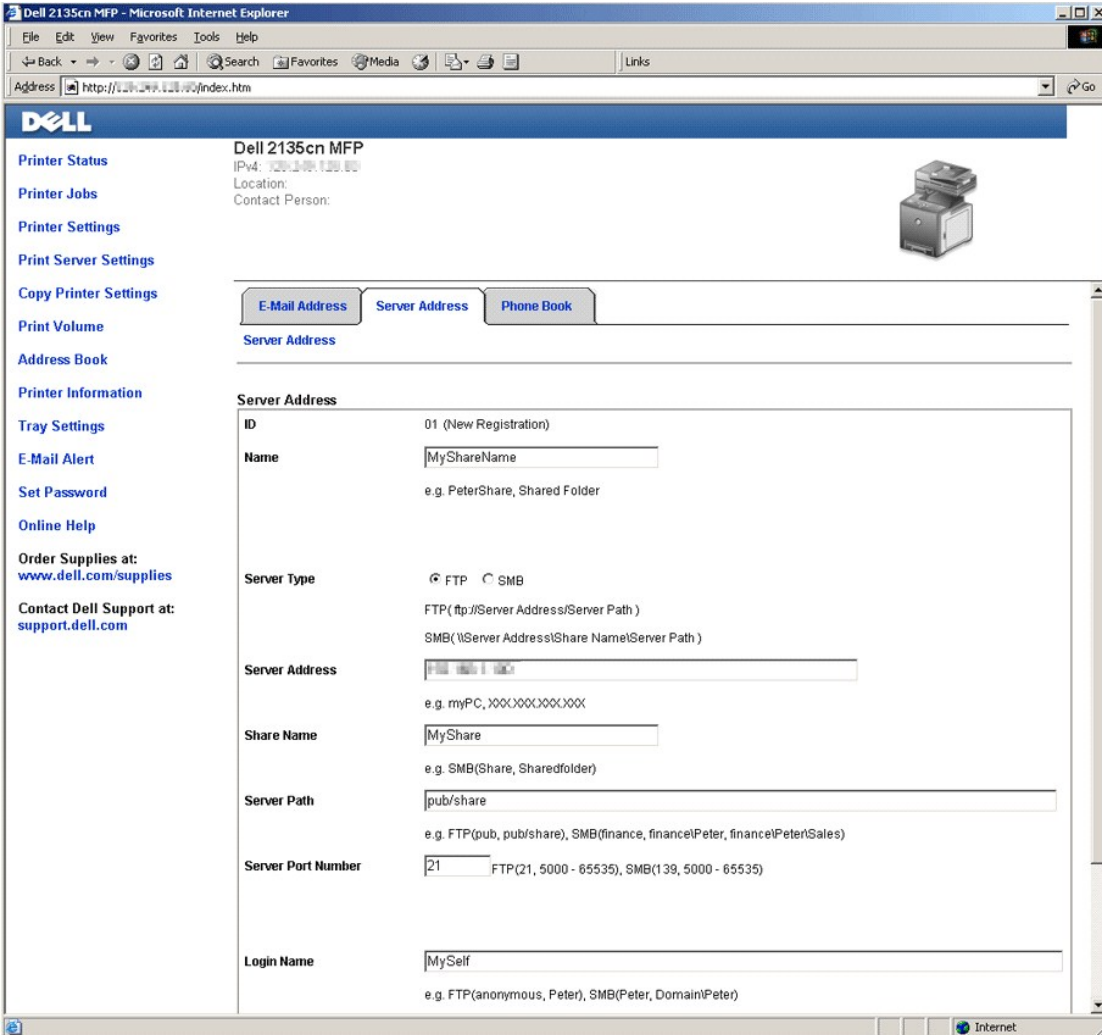 Dell 2135cn MFP - Microsoft Internet Explorer
File Edit View Favorites Tools Help
Back Search Favorites Media Links
Address http:// /index.htm Go
DELL
Printer Status
Printer Jobs
Printer Settings
Print Server Settings
Copy Printer Settings
Print Volume
Address Book
Printer Information
Tray Settings
E-Mail Alert
Set Password
Online Help
Order Supplies at:
www.dell.com/supplies
Contact Dell Support at:
support.dell.com
Dell 2135cn MFP
IPv4:
Location:
Contact Person:
E-Mail Address Server Address Phone Book
Server Address
Server Address
ID 01 (New Registration)
Name MyShareName
e.g. PeterShare, Shared Folder
Server Type FTP SMB
FTP( ftp://Server Address/Server Path )
SMB( \\Server Address\Share Name\Server Path )
Server Address
e.g. myPC, XXX.XXX.XXX.XXX
Share Name MyShare
e.g. SMB(Share, Sharedfolder)
Server Path pub/share
e.g. FTP(pub, pub/share), SMB(finance, finance\Peter, finance\Peter\Sales)
Server Port Number 21 FTP(21, 5000 - 65535), SMB(139, 5000 - 65535)
Login Name MySelf
e.g. FTP(anonymous, Peter), SMB(Peter, Domain\Peter)
Internet